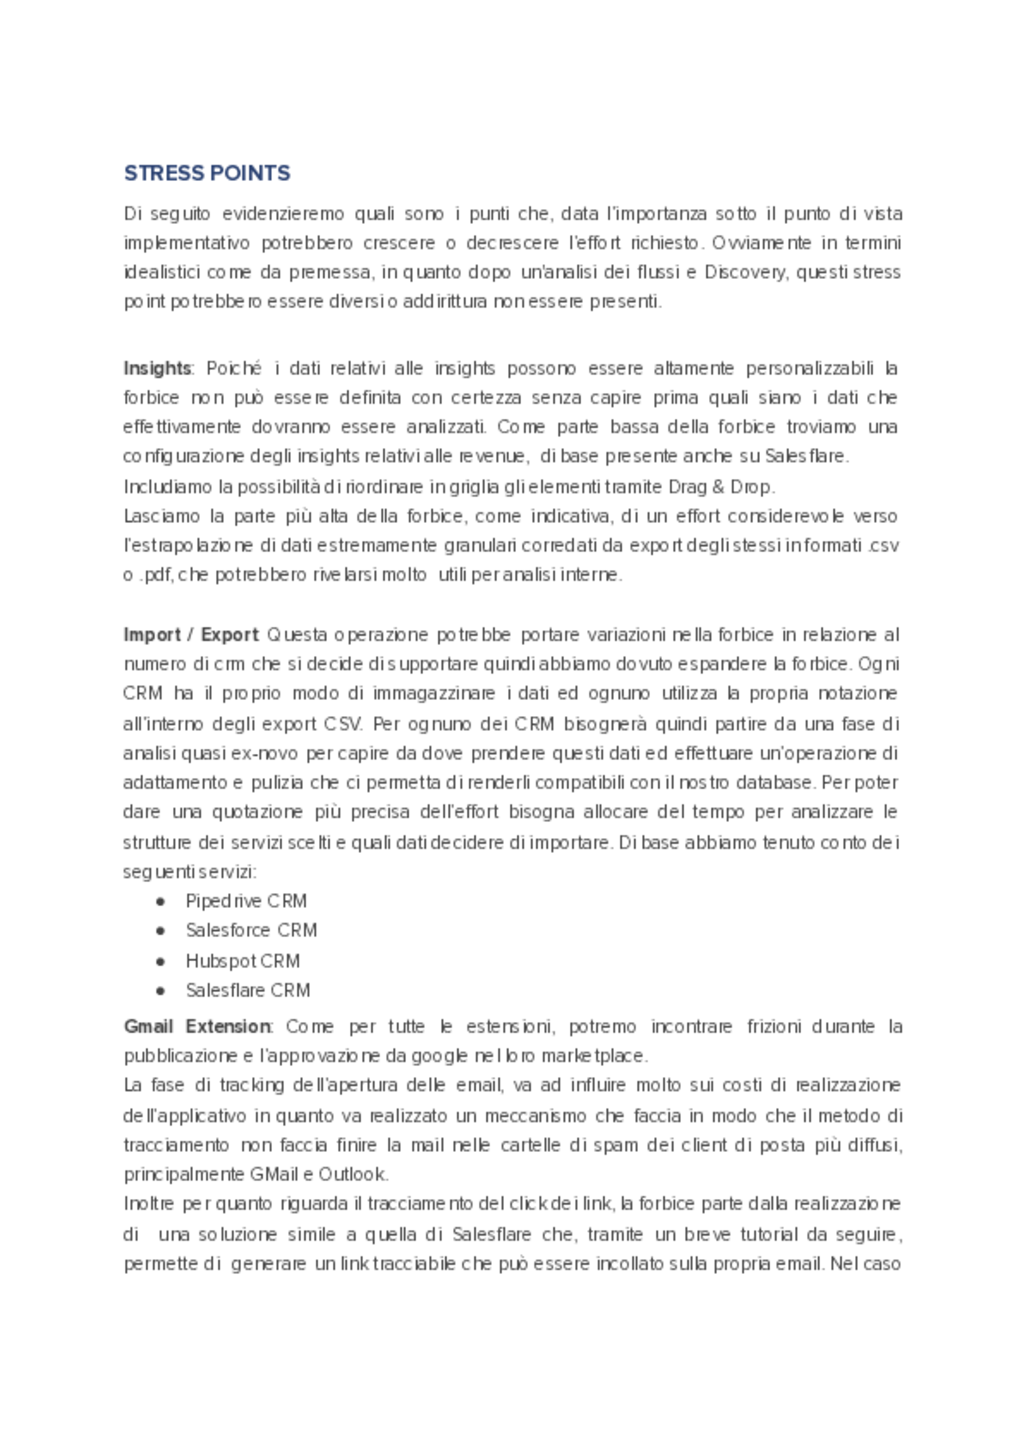 STRESS POINTS
Di seguito evidenzieremo quali sono i punti che, data l'importanza sotto il punto di vista
implementativo potrebbero crescere o decrescere l'effort richiesto. Ovviamente in termini
idealistici come da premessa, in quanto dopo un'analisi dei flussi e Discovery, questi stress
point potrebbero essere diversi o addirittura non essere presenti.
Insights: Poiché i dati relativi alle insights possono essere altamente personalizzabili la
forbice non può essere definita con certezza senza capire prima quali siano i dati che
effettivamente dovranno essere analizzati. Come parte bassa della forbice troviamo una
configurazione degli insights relativi alle revenue, di base presente anche su Salesflare.
Includiamo la possibilità di riordinare in griglia gli elementi tramite Drag & Drop.
Lasciamo la parte più alta della forbice, come indicativa, di un effort considerevole verso
l'estrapolazione di dati estremamente granulari corredati da export degli stessi in formati .csv
o .pdf, che potrebbero rivelarsi molto utili per analisi interne.
Import / Export Questa operazione potrebbe portare variazioni nella forbice in relazione al
numero di crm che si decide di supportare quindi abbiamo dovuto espandere la forbice. Ogni
CRM ha il proprio modo di immagazzinare i dati ed ognuno utilizza la propria notazione
all'interno degli export CSV. Per ognuno dei CRM bisognerà quindi partire da una fase di
analisi quasi ex-novo per capire da dove prendere questi dati ed effettuare un'operazione di
adattamento e pulizia che ci permetta di renderli compatibili con il nostro database. Per poter
dare una quotazione più precisa dell'effort bisogna allocare del tempo per analizzare le
strutture dei servizi scelti e quali dati decidere di importare. Di base abbiamo tenuto conto dei
seguenti servizi:
● Pipedrive CRM
● Salesforce CRM
● Hubspot CRM
● Salesflare CRM
Gmail Extension: Come per tutte le estensioni, potremo incontrare frizioni durante la
pubblicazione e l'approvazione da google nel loro marketplace.
La fase di tracking dell'apertura delle email, va ad influire molto sui costi di realizzazione
dell'applicativo in quanto va realizzato un meccanismo che faccia in modo che il metodo di
tracciamento non faccia finire la mail nelle cartelle di spam dei client di posta più diffusi,
principalmente GMail e Outlook.
Inoltre per quanto riguarda il tracciamento del click dei link, la forbice parte dalla realizzazione
di una soluzione simile a quella di Salesflare che, tramite un breve tutorial da seguire,
permette di generare un link tracciabile che può essere incollato sulla propria email. Nel caso